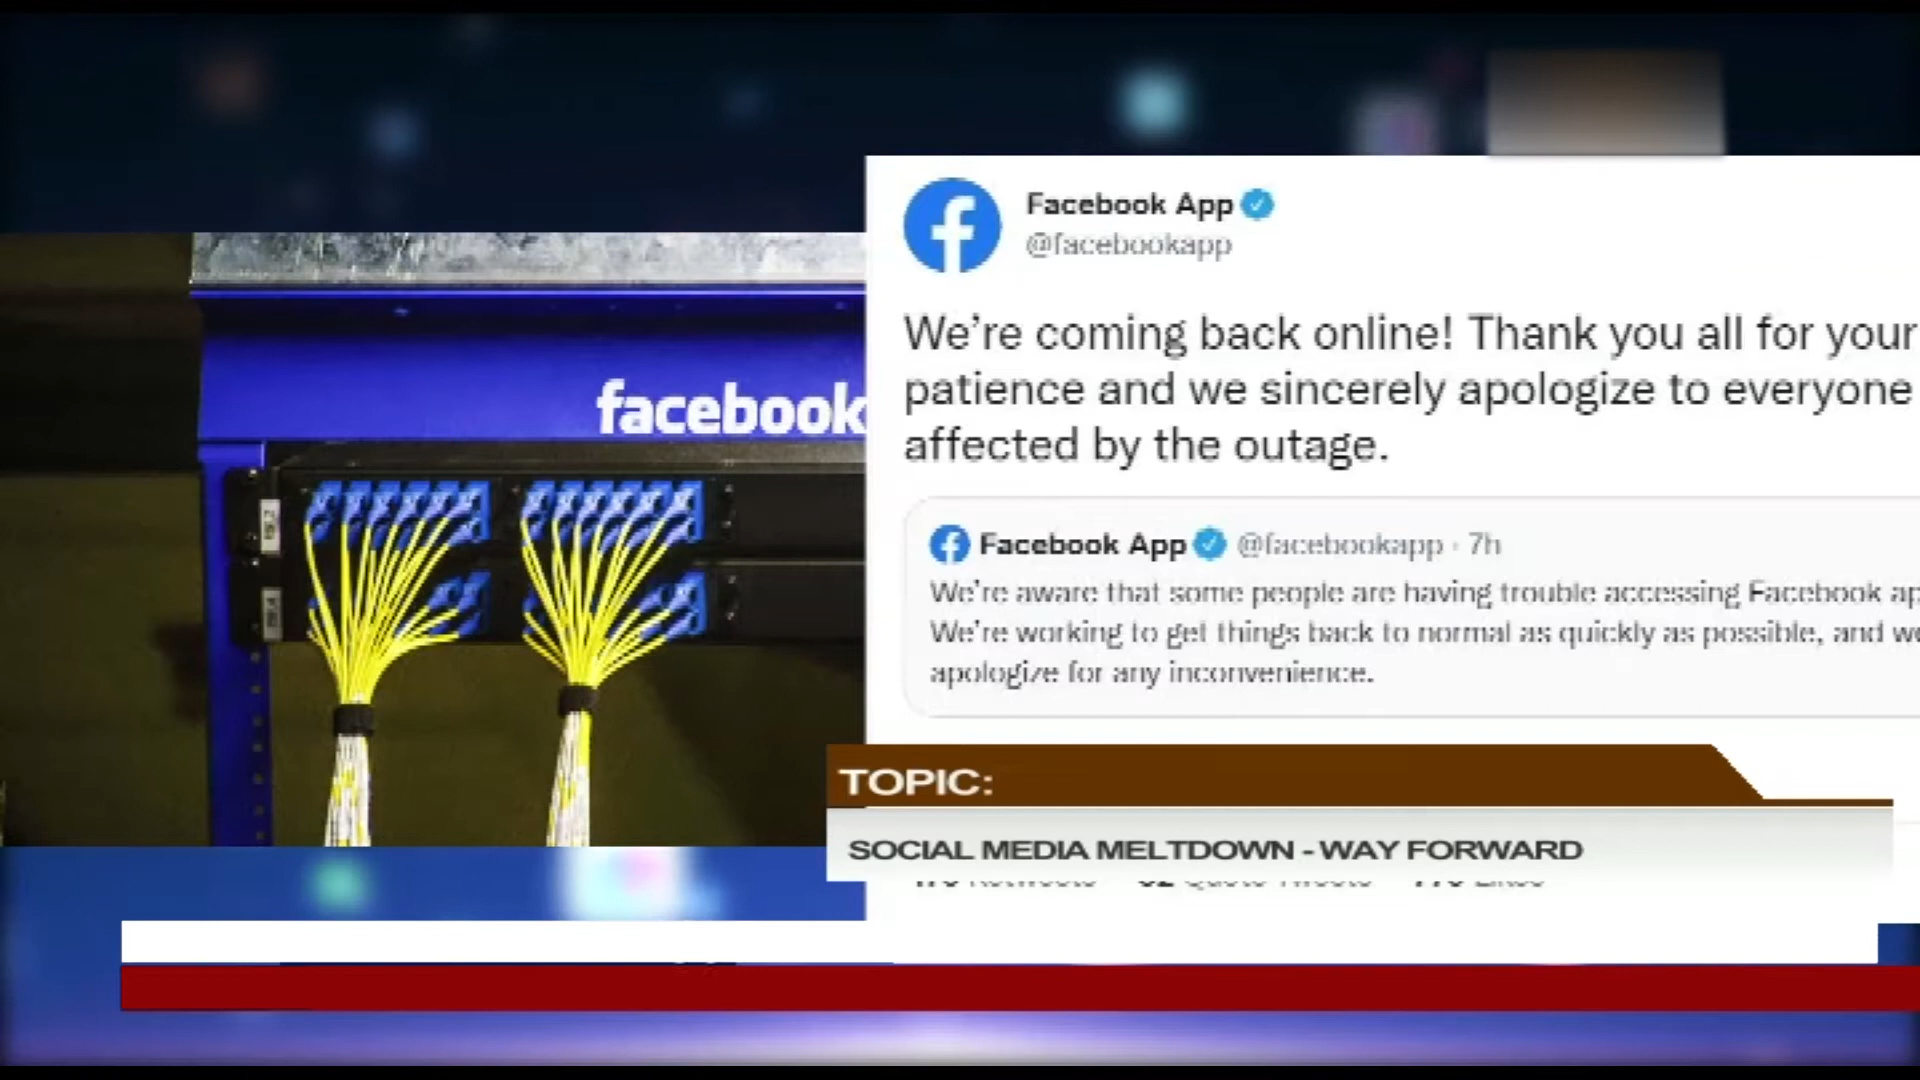 facebook
Facebook App
@facebookapp
We’re coming back online! Thank you all for your
patience and we sincerely apologize to everyone
affected by the outage.
Facebook App @facebookapp · 7h
We’re aware that some people are having trouble accessing Facebook
We’re working to get things back to normal as quickly as possible, and
apologize for any inconvenience.
TOPIC:
SOCIAL MEDIA MELTDOWN - WAY FORWARD